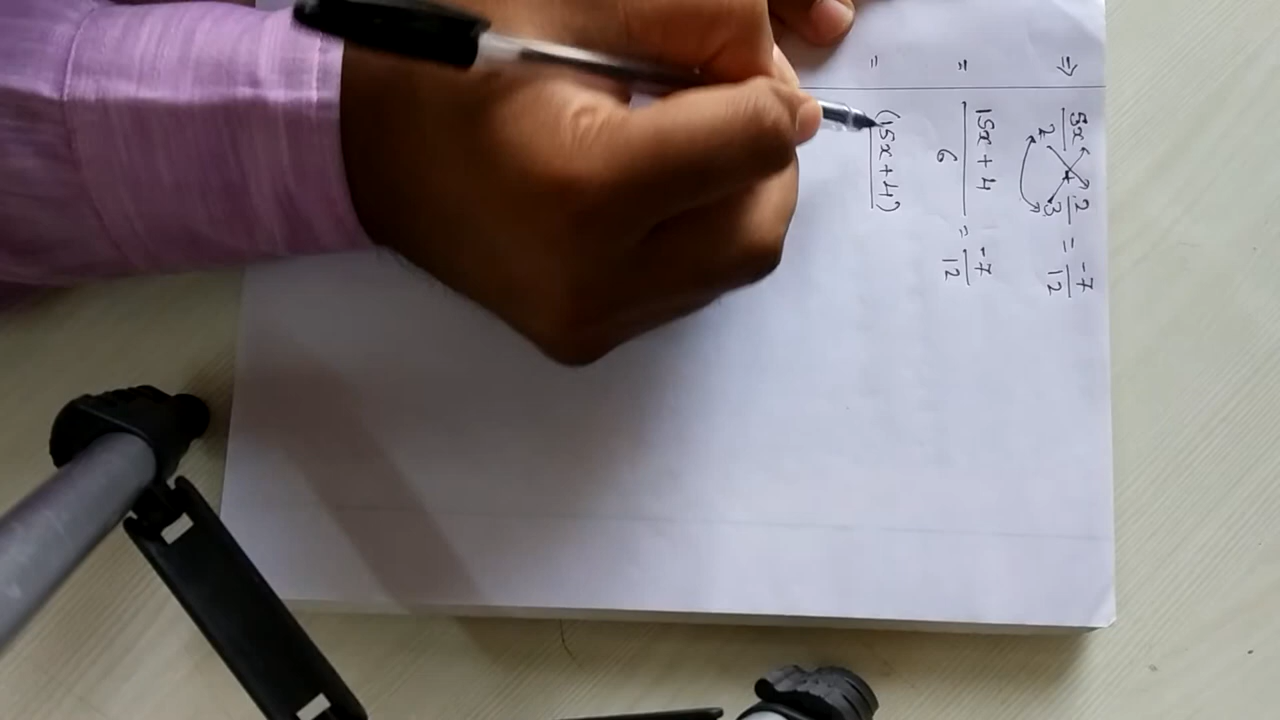 ⇒ 5x/2 + 2/3 = -7/12
= 15x + 4/6 = -7/12
= (15x + 4)